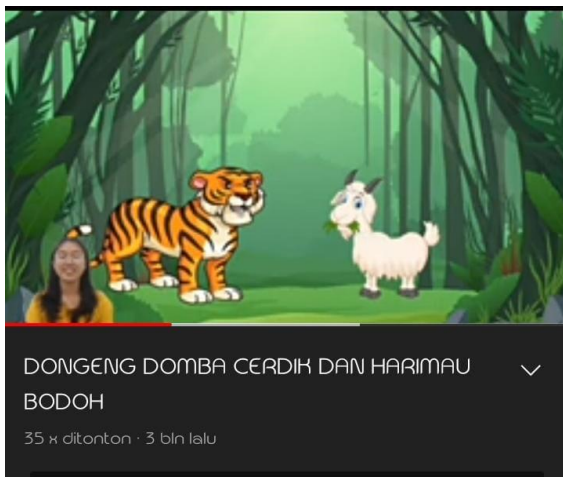 DONGENG DOMBA CERDIK DAN HARIMAU
BODOH
35 x ditonton · 3 bln lalu